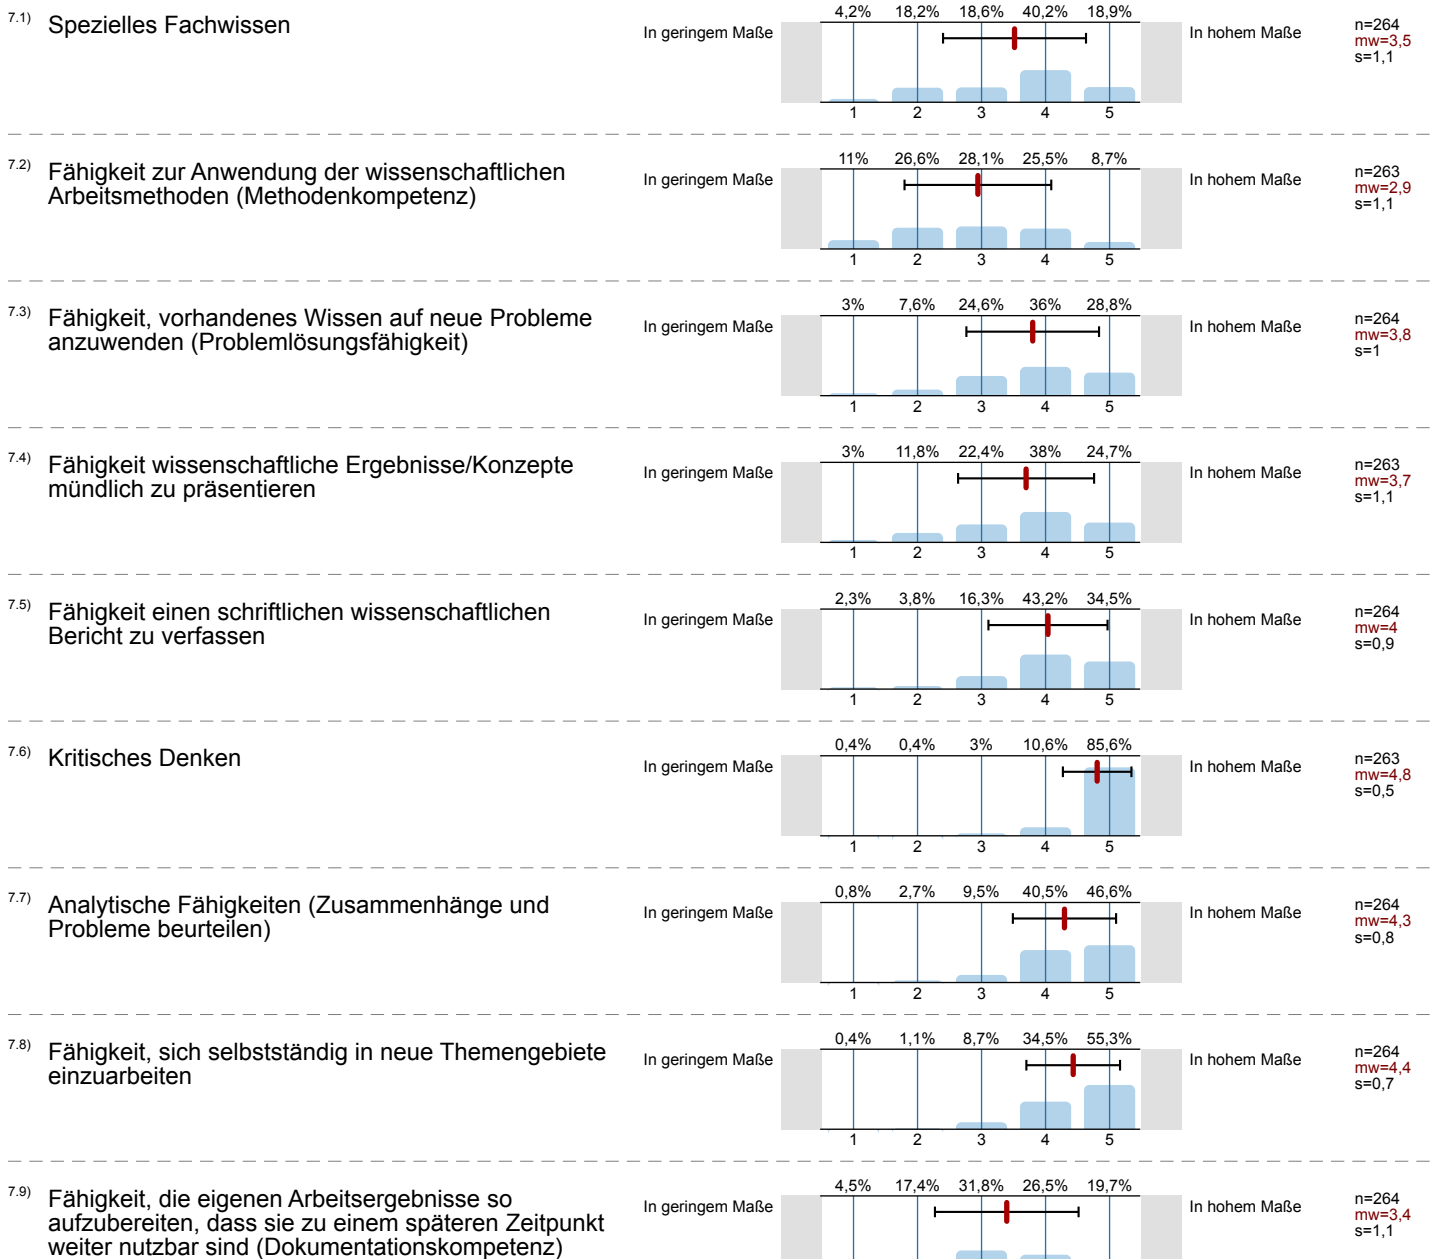 7.1) Spezielles Fachwissen
In geringem Maße
4,2% 18,2% 18,6% 40,2% 18,9%
1 2 3 4 5
In hohem Maße
n=264
mw=3,5
s=1,1
7.2) Fähigkeit zur Anwendung der wissenschaftlichen
Arbeitsmethoden (Methodenkompetenz)
In geringem Maße
11% 26,6% 28,1% 25,5% 8,7%
1 2 3 4 5
In hohem Maße
n=263
mw=2,9
s=1,1
7.3) Fähigkeit, vorhandenes Wissen auf neue Probleme
anzuwenden (Problemlösungsfähigkeit)
In geringem Maße
3% 7,6% 24,6% 36% 28,8%
1 2 3 4 5
In hohem Maße
n=264
mw=3,8
s=1
7.4) Fähigkeit wissenschaftliche Ergebnisse/Konzepte
mündlich zu präsentieren
In geringem Maße
3% 11,8% 22,4% 38% 24,7%
1 2 3 4 5
In hohem Maße
n=263
mw=3,7
s=1,1
7.5) Fähigkeit einen schriftlichen wissenschaftlichen
Bericht zu verfassen
In geringem Maße
2,3% 3,8% 16,3% 43,2% 34,5%
1 2 3 4 5
In hohem Maße
n=264
mw=4
s=0,9
7.6) Kritisches Denken
In geringem Maße
0,4% 0,4% 3% 10,6% 85,6%
1 2 3 4 5
In hohem Maße
n=263
mw=4,8
s=0,5
7.7) Analytische Fähigkeiten (Zusammenhänge und
Probleme beurteilen)
In geringem Maße
0,8% 2,7% 9,5% 40,5% 46,6%
1 2 3 4 5
In hohem Maße
n=264
mw=4,3
s=0,8
7.8) Fähigkeit, sich selbstständig in neue Themengebiete
einzuarbeiten
In geringem Maße
0,4% 1,1% 8,7% 34,5% 55,3%
1 2 3 4 5
In hohem Maße
n=264
mw=4,4
s=0,7
7.9) Fähigkeit, die eigenen Arbeitsergebnisse so
aufzubereiten, dass sie zu einem späteren Zeitpunkt
weiter nutzbar sind (Dokumentationskompetenz)
In geringem Maße
4,5% 17,4% 31,8% 26,5% 19,7%
In hohem Maße
n=264
mw=3,4
s=1,1